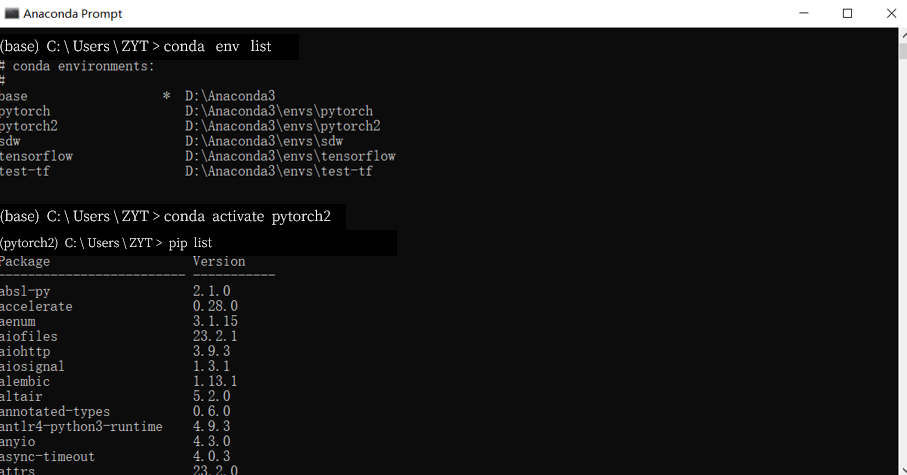 Anaconda Prompt
(base) C:\Users\ZYT>conda env list
# conda environments:
#
base * D:\Anaconda3
pytorch D:\Anaconda3\envs\pytorch
pytorch2 D:\Anaconda3\envs\pytorch2
sdw D:\Anaconda3\envs\sdw
tensorflow D:\Anaconda3\envs\tensorflow
test-tf D:\Anaconda3\envs\test-tf
(base) C:\Users\ZYT>conda activate pytorch2
(pytorch2) C:\Users\ZYT> pip list
Package Version
------------------------- -----------
absl-py 2.1.0
accelerate 0.28.0
aenum 3.1.15
aiofiles 23.2.1
aiohttp 3.9.3
aiosignal 1.3.1
alembic 1.13.1
altair 5.2.0
annotated-types 0.6.0
antlr4-python3-runtime 4.9.3
anyio 4.3.0
async-timeout 4.0.3
attrs 23.2.0